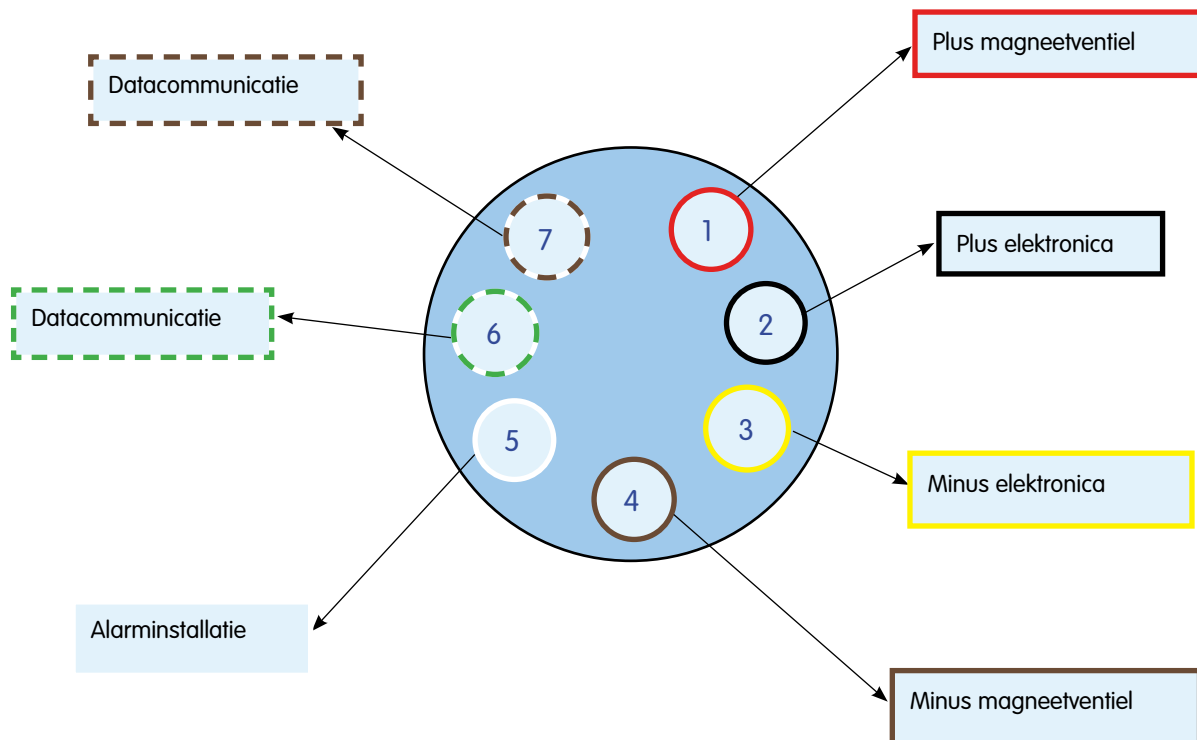 Plus magneetventiel
Datacommunicatie
7
1
Plus elektronica
Datacommunicatie
6
2
5
3
4
Minus elektronica
Alarminstallatie
Minus magneetventiel